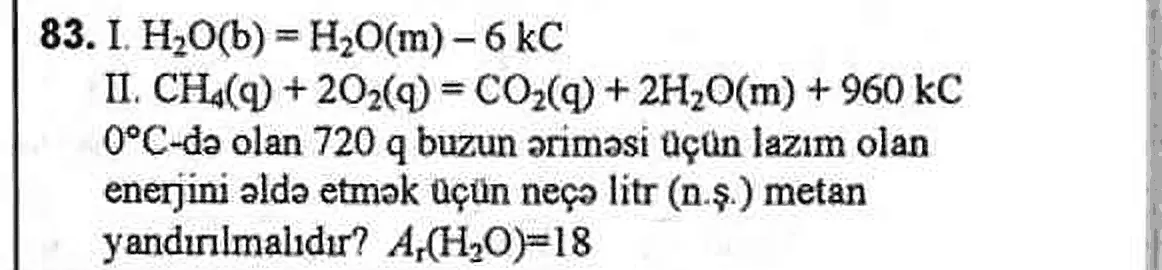 83. I. H₂O(b) = H₂O(m) – 6 kC
II. CH₄(q) + 2O₂(q) = CO₂(q) + 2H₂O(m) + 960 kC
0°C-də olan 720 q buzun əriməsi üçün lazım olan
enerjini əldə etmək üçün neçə litr (n.ş.) metan
yandırılmalıdır? Aᵣ(H₂O)=18